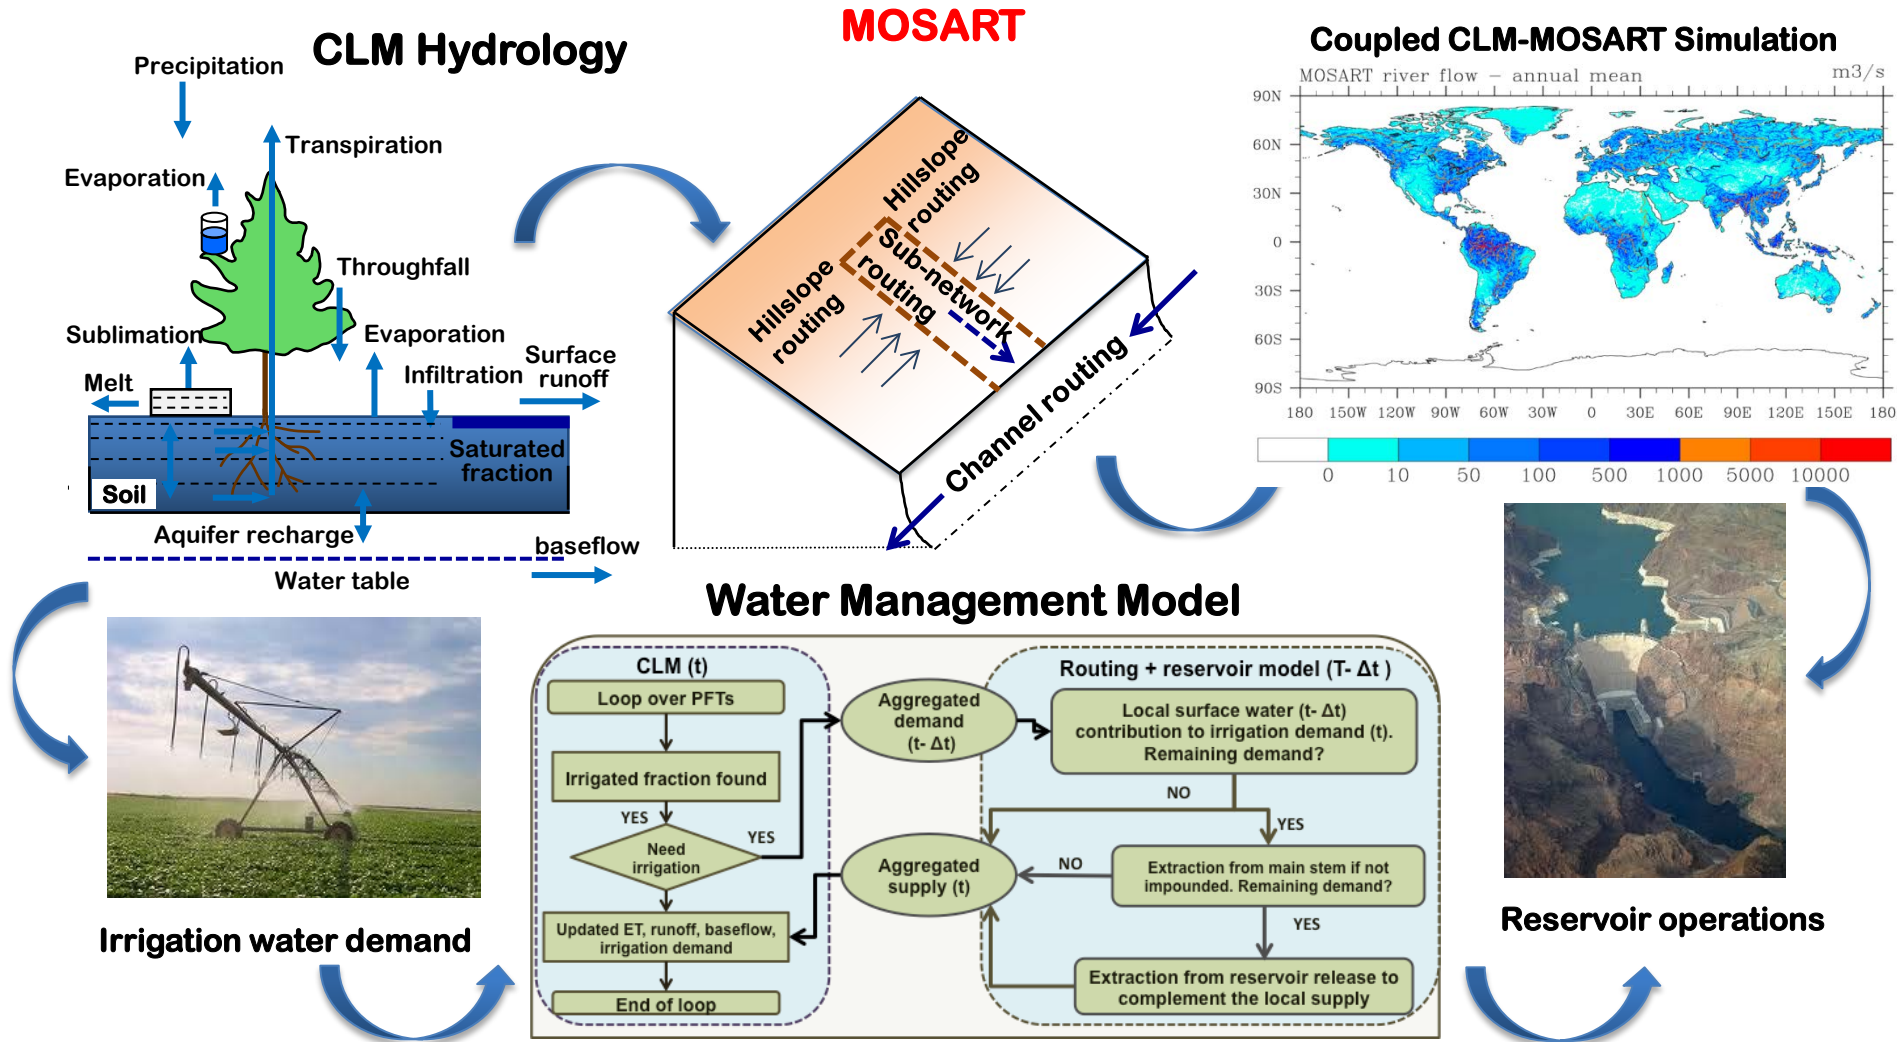 CLM Hydrology
Precipitation
Transpiration
Evaporation
Throughfall
Sublimation
Evaporation
Surface
runoff
Melt
Infiltration
Saturated
fraction
Soil
Aquifer recharge
baseflow
Water table
MOSART
Hillslope
routing
Sub-network
routing
Hillslope
routing
Channel routing
Coupled CLM-MOSART Simulation
MOSART river flow – annual mean
m3/s
90N
60N
30N
0
30S
60S
90S
180 150W 120W 90W 60W 30W 0 30E 60E 90E 120E 150E 180
0 10 50 100 500 1000 5000 10000
Irrigation water demand
Water Management Model
CLM (t)
Loop over PFTs
Irrigated fraction found
YES
YES
Need
irrigation
Updated ET, runoff, baseflow,
irrigation demand
End of loop
Aggregated
demand
(t- Δt)
Aggregated
supply (t)
Routing + reservoir model (T- Δt )
Local surface water (t- Δt)
contribution to irrigation demand (t).
Remaining demand?
NO
YES
NO
Extraction from main stem if not
impounded. Remaining demand?
YES
Extraction from reservoir release to
complement the local supply
Reservoir operations